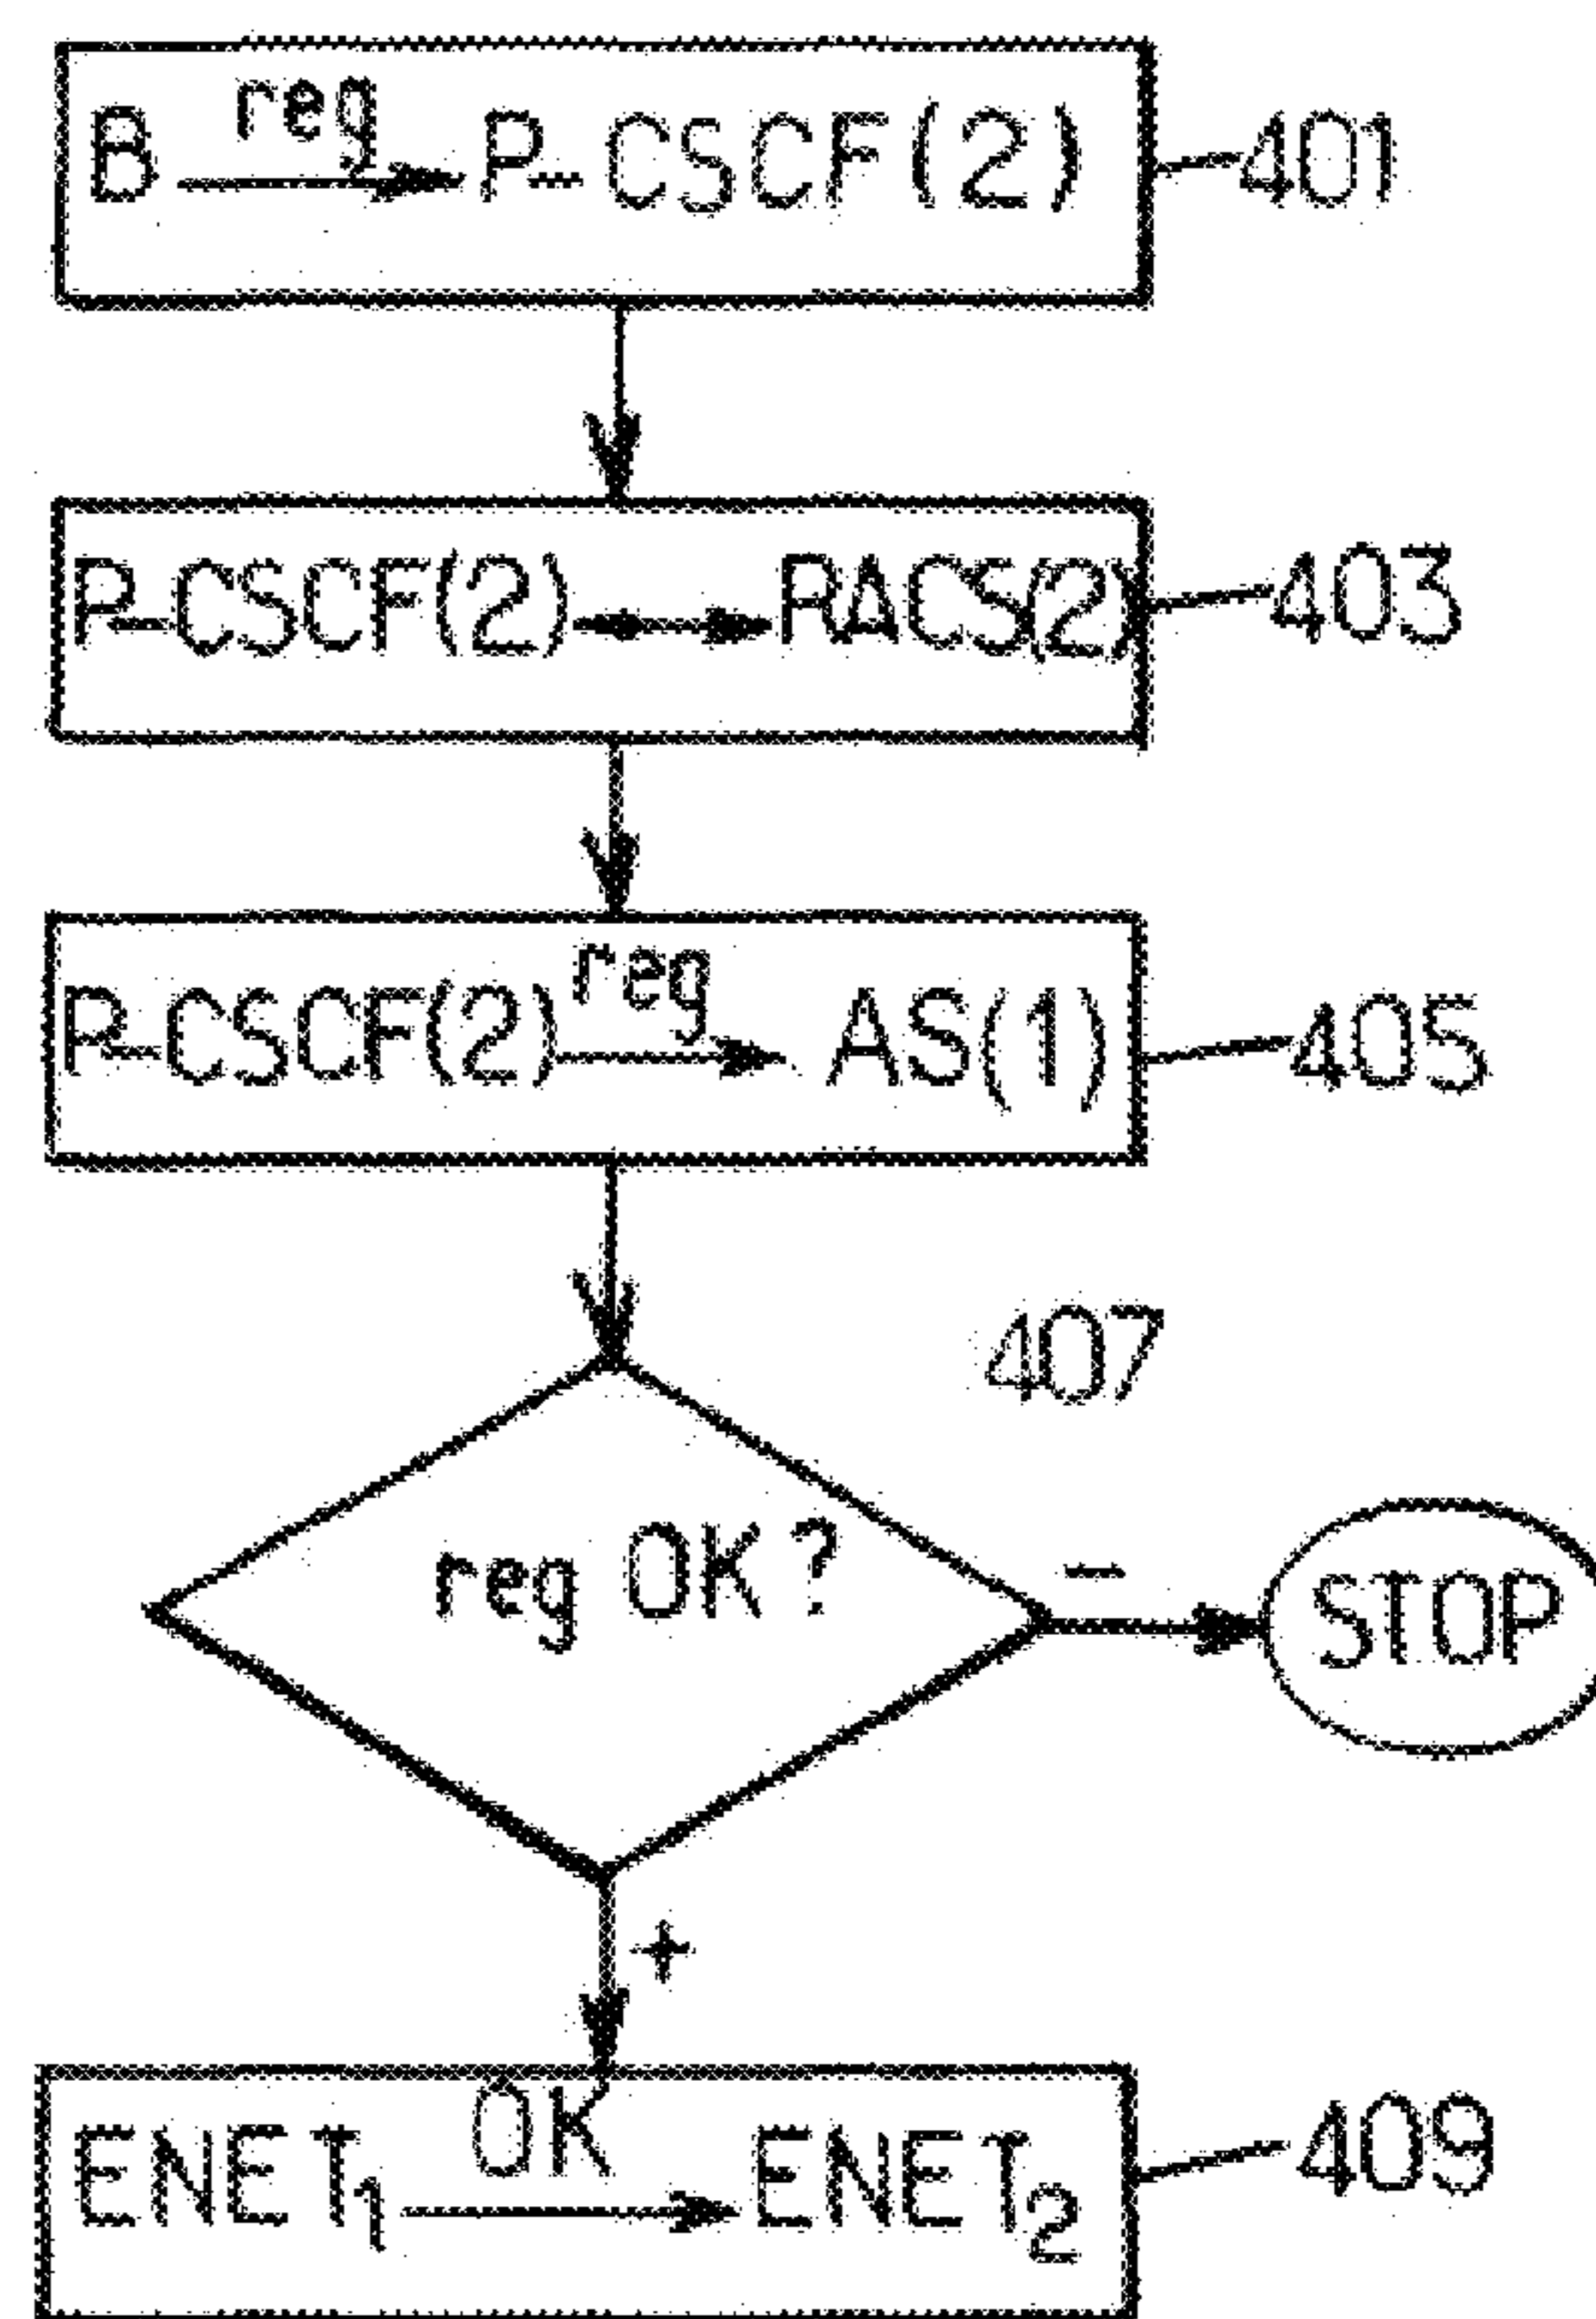 B reg P-CSCF(2) 401
P-CSCF(2) RACS(2) 403
P-CSCF(2) reg AS(1) 405
407
reg OK?
- STOP
+
ENET1 OK ENET2 409